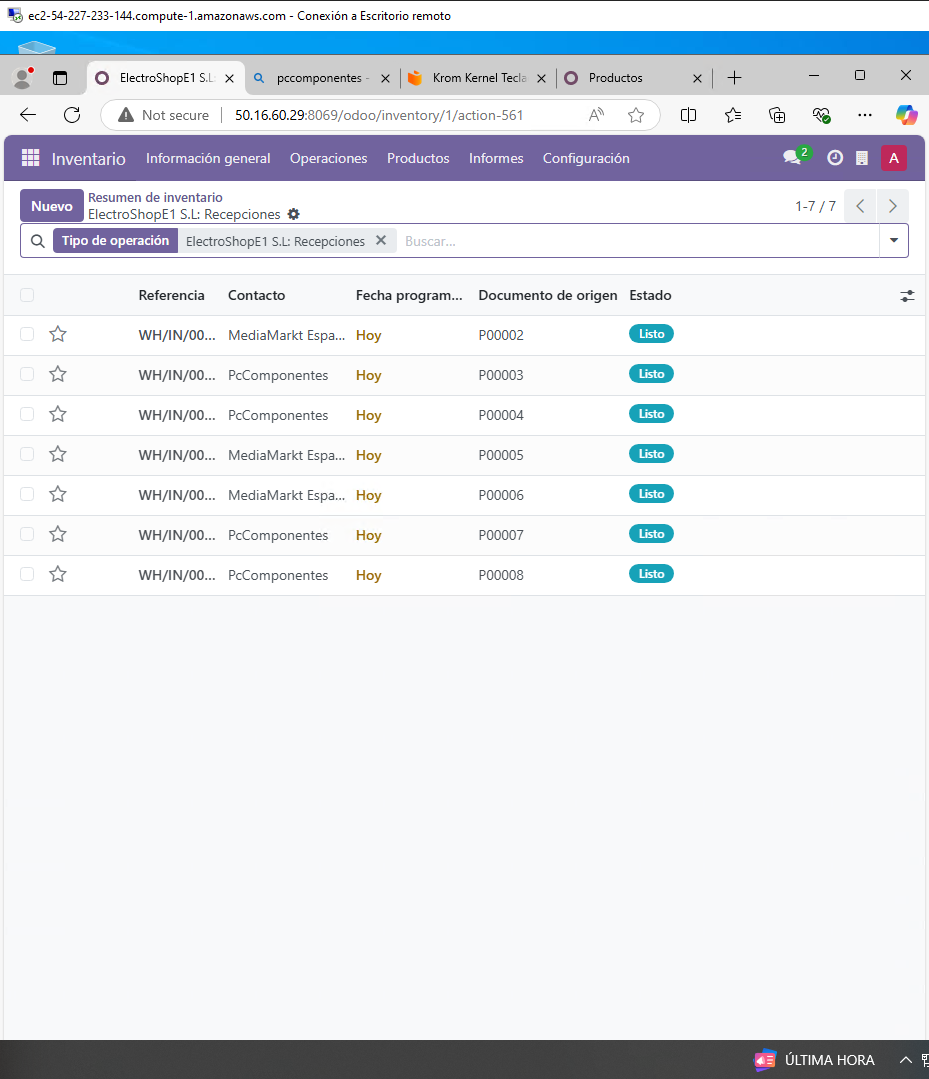 ec2-54-227-233-144.compute-1.amazonaws.com - Conexión a Escritorio remoto
ElectroShopE1 S.L: pccomponentes - Krom Kernel Tecla Productos
Not secure 50.16.60.29:8069/odoo/inventory/1/action-561
Inventario Información general Operaciones Productos Informes Configuración 2 A
Nuevo Resumen de inventario
ElectroShopE1 S.L: Recepciones 1-7 / 7
Tipo de operación ElectroShopE1 S.L: Recepciones Buscar...
Referencia Contacto Fecha program... Documento de origen Estado
WH/IN/00... MediaMarkt Espa... Hoy P00002 Listo
WH/IN/00... PcComponentes Hoy P00003 Listo
WH/IN/00... PcComponentes Hoy P00004 Listo
WH/IN/00... MediaMarkt Espa... Hoy P00005 Listo
WH/IN/00... MediaMarkt Espa... Hoy P00006 Listo
WH/IN/00... PcComponentes Hoy P00007 Listo
WH/IN/00... PcComponentes Hoy P00008 Listo
ÚLTIMA HORA